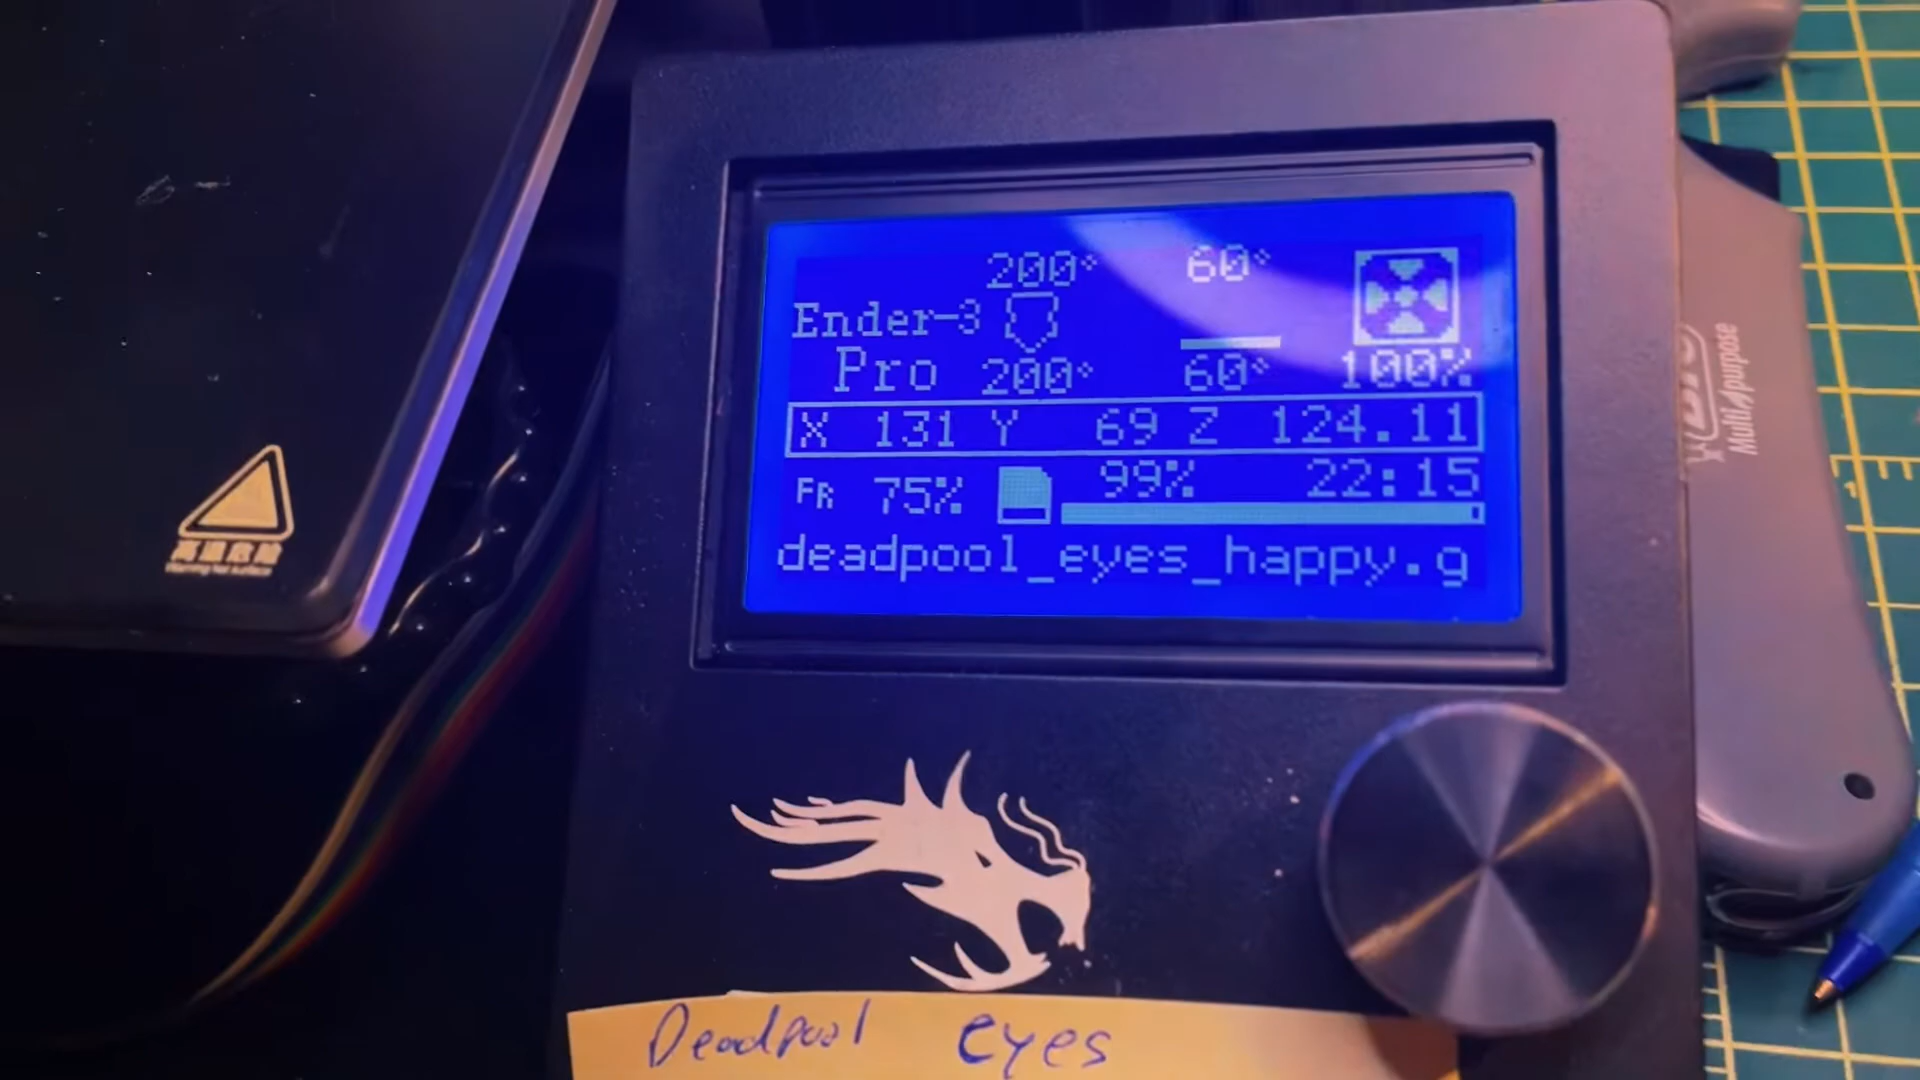 200° 60°
Ender-3
Pro 200° 60° 100%
X 131 Y 69 Z 124.11
FR 75% 99% 22:15
deadpool_eyes_happy.g
Deadpool eyes
Multipurpose